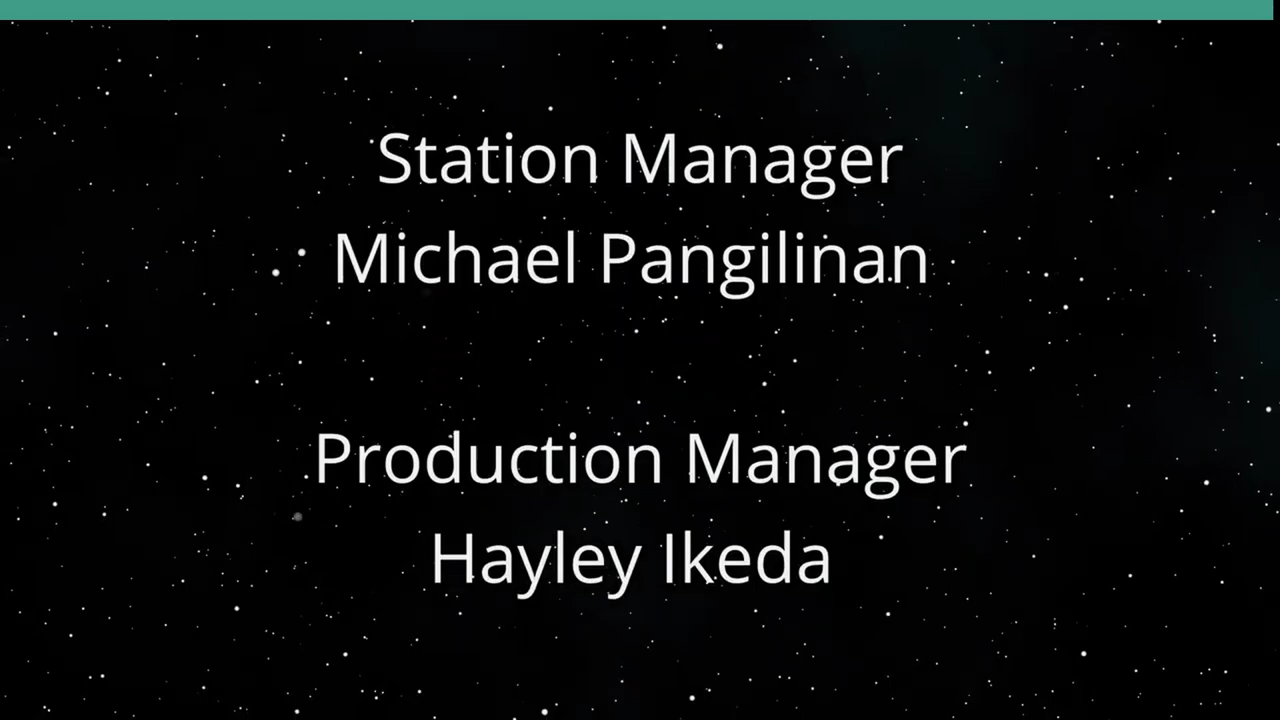 Station Manager
Michael Pangilinan
Production Manager
Hayley Ikeda